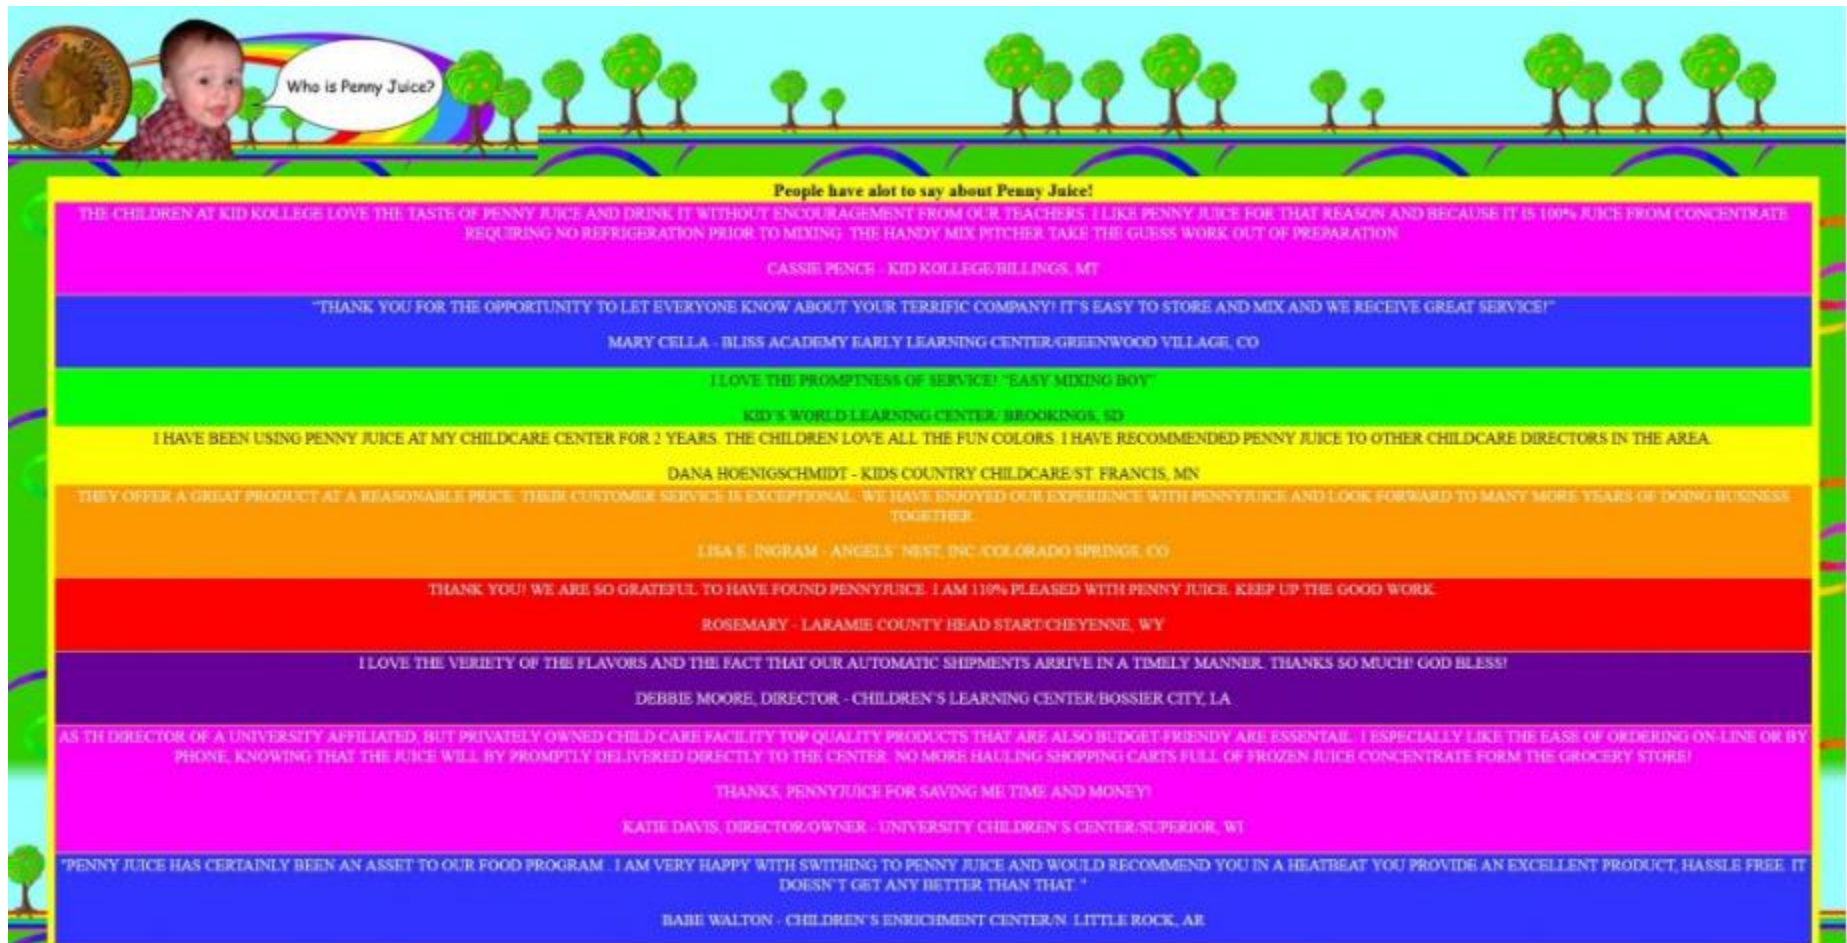 Who is Penny Juice?
People have alot to say about Penny Juice!
THE CHILDREN AT KID KOLLEGE LOVE THE TASTE OF PENNY JUICE AND DRINK IT WITHOUT ENCOURAGEMENT FROM OUR TEACHERS. I LIKE PENNY JUICE FOR THAT REASON AND BECAUSE IT IS 100% JUICE FROM CONCENTRATE
REQUIRING NO REFRIGERATION PRIOR TO MIXING. THE HANDY MIX PITCHER TAKE THE GUESS WORK OUT OF PREPARATION.
CASSIE PENCE - KID KOLLEGE/BILLINGS, MT
"THANK YOU FOR THE OPPORTUNITY TO LET EVERYONE KNOW ABOUT YOUR TERRIFIC COMPANY! IT'S EASY TO STORE AND MIX AND WE RECEIVE GREAT SERVICE!"
MARY CELLA - BLISS ACADEMY EARLY LEARNING CENTER/GREENWOOD VILLAGE, CO
I LOVE THE PROMPTNESS OF SERVICE! "EASY MIXING BOY"
KID'S WORLD LEARNING CENTER/ BROOKINGS, SD
I HAVE BEEN USING PENNY JUICE AT MY CHILDCARE CENTER FOR 2 YEARS. THE CHILDREN LOVE ALL THE FUN COLORS. I HAVE RECOMMENDED PENNY JUICE TO OTHER CHILDCARE DIRECTORS IN THE AREA.
DANA HOENIGSCHMIDT - KIDS COUNTRY CHILDCARE/ST. FRANCIS, MN
THEY OFFER A GREAT PRODUCT AT A REASONABLE PRICE. THEIR CUSTOMER SERVICE IS EXCEPTIONAL. WE HAVE ENJOYED OUR EXPERIENCE WITH PENNYJUICE AND LOOK FORWARD TO MANY MORE YEARS OF DOING BUSINESS
TOGETHER.
LISA E. INGRAM - ANGELS' NEST, INC./COLORADO SPRINGS, CO
THANK YOU! WE ARE SO GRATEFUL TO HAVE FOUND PENNYJUICE. I AM 110% PLEASED WITH PENNY JUICE. KEEP UP THE GOOD WORK.
ROSEMARY - LARAMIE COUNTY HEAD START/CHEYENNE, WY
I LOVE THE VERIETY OF THE FLAVORS AND THE FACT THAT OUR AUTOMATIC SHIPMENTS ARRIVE IN A TIMELY MANNER. THANKS SO MUCH! GOD BLESS!
DEBBIE MOORE, DIRECTOR - CHILDREN'S LEARNING CENTER/BOSSIER CITY, LA
AS TH DIRECTOR OF A UNIVERSITY AFFILIATED, BUT PRIVATELY OWNED CHILD CARE FACILITY TOP QUALITY PRODUCTS THAT ARE ALSO BUDGET-FRIENDY ARE ESSENTAIL. I ESPECIALLY LIKE THE EASE OF ORDERING ON-LINE OR BY
PHONE, KNOWING THAT THE JUICE WILL BY PROMPTLY DELIVERED DIRECTLY TO THE CENTER. NO MORE HAULING SHOPPING CARTS FULL OF FROZEN JUICE CONCENTRATE FORM THE GROCERY STORE!
THANKS, PENNYJUICE FOR SAVING ME TIME AND MONEY!
KATIE DAVIS, DIRECTOR/OWNER - UNIVERSITY CHILDREN'S CENTER/SUPERIOR, WI
"PENNY JUICE HAS CERTAINLY BEEN AN ASSET TO OUR FOOD PROGRAM . I AM VERY HAPPY WITH SWITHING TO PENNY JUICE AND WOULD RECOMMEND YOU IN A HEATBEAT YOU PROVIDE AN EXCELLENT PRODUCT, HASSLE FREE. IT
DOESN'T GET ANY BETTER THAN THAT. "
BABE WALTON - CHILDREN'S ENRICHMENT CENTER/N. LITTLE ROCK, AR